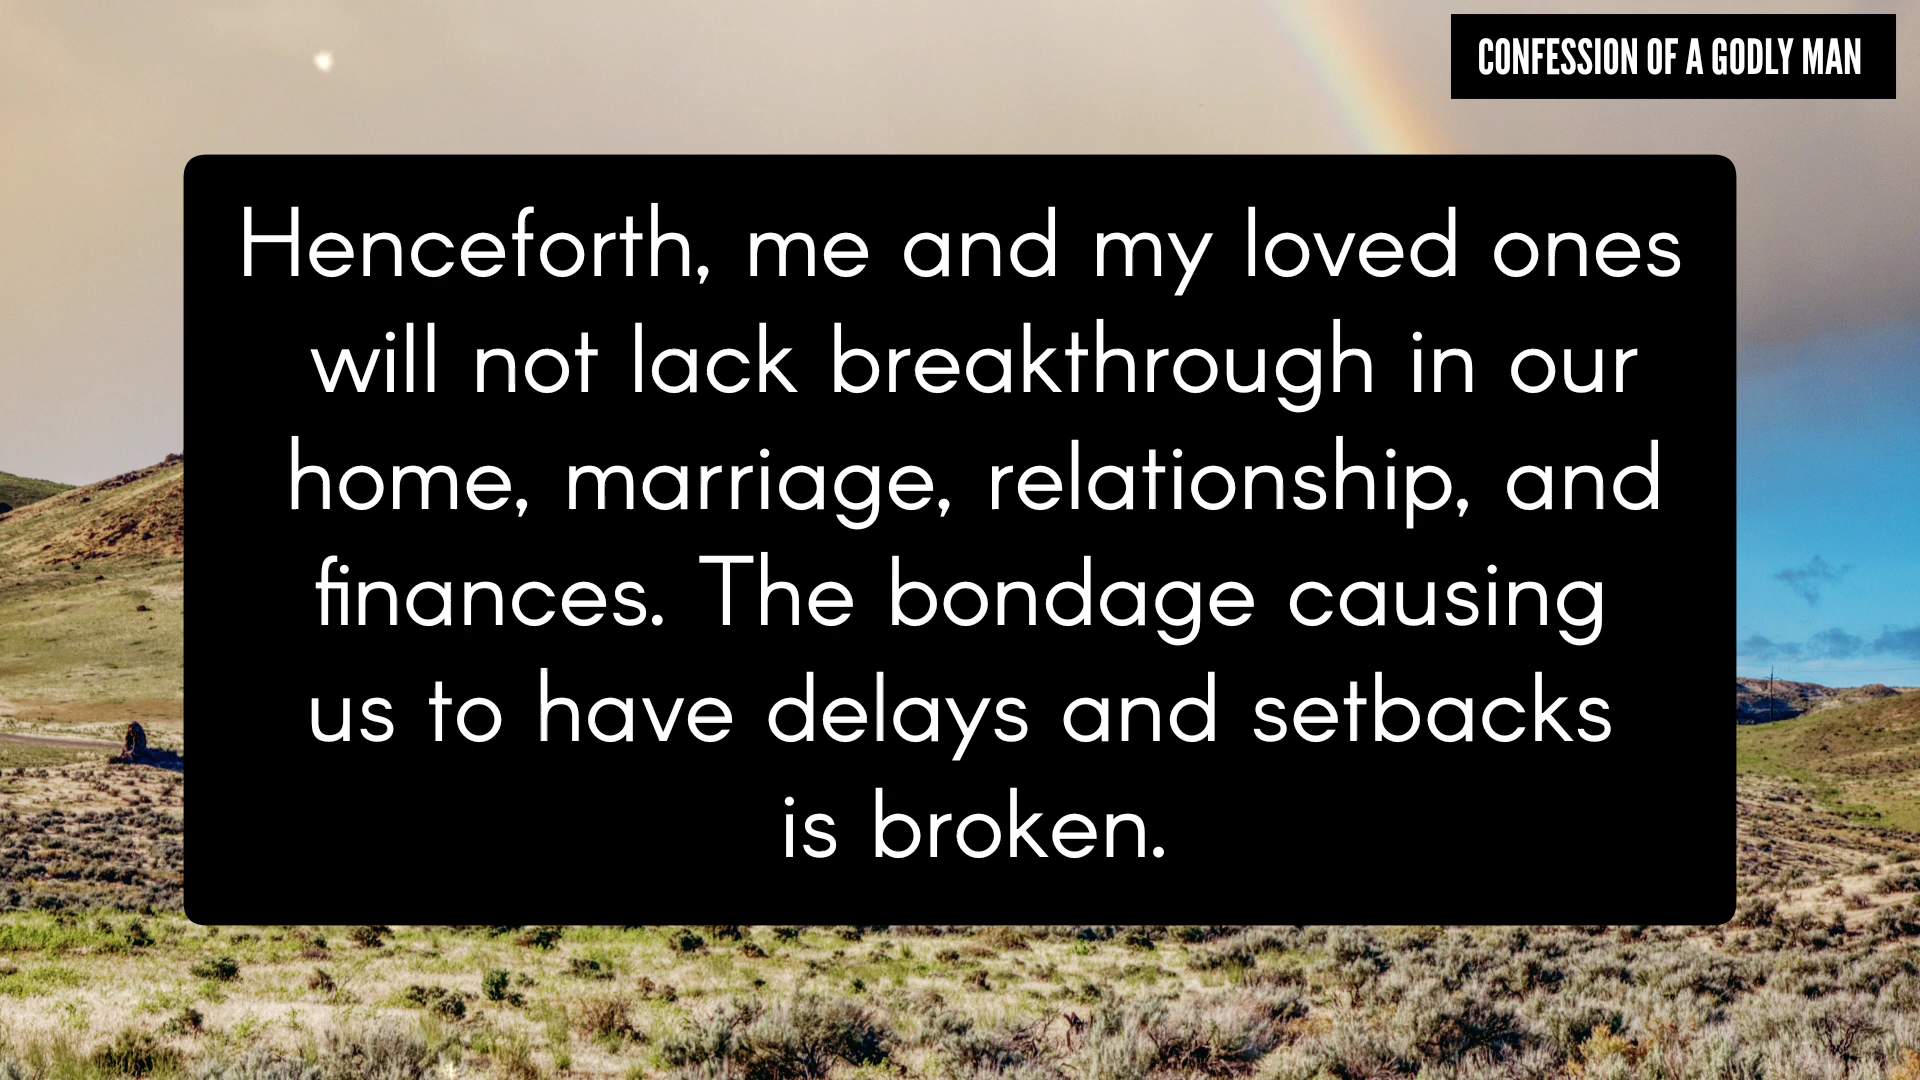 CONFESSION OF A GODLY MAN
Henceforth, me and my loved ones
will not lack breakthrough in our
home, marriage, relationship, and
finances. The bondage causing
us to have delays and setbacks
is broken.